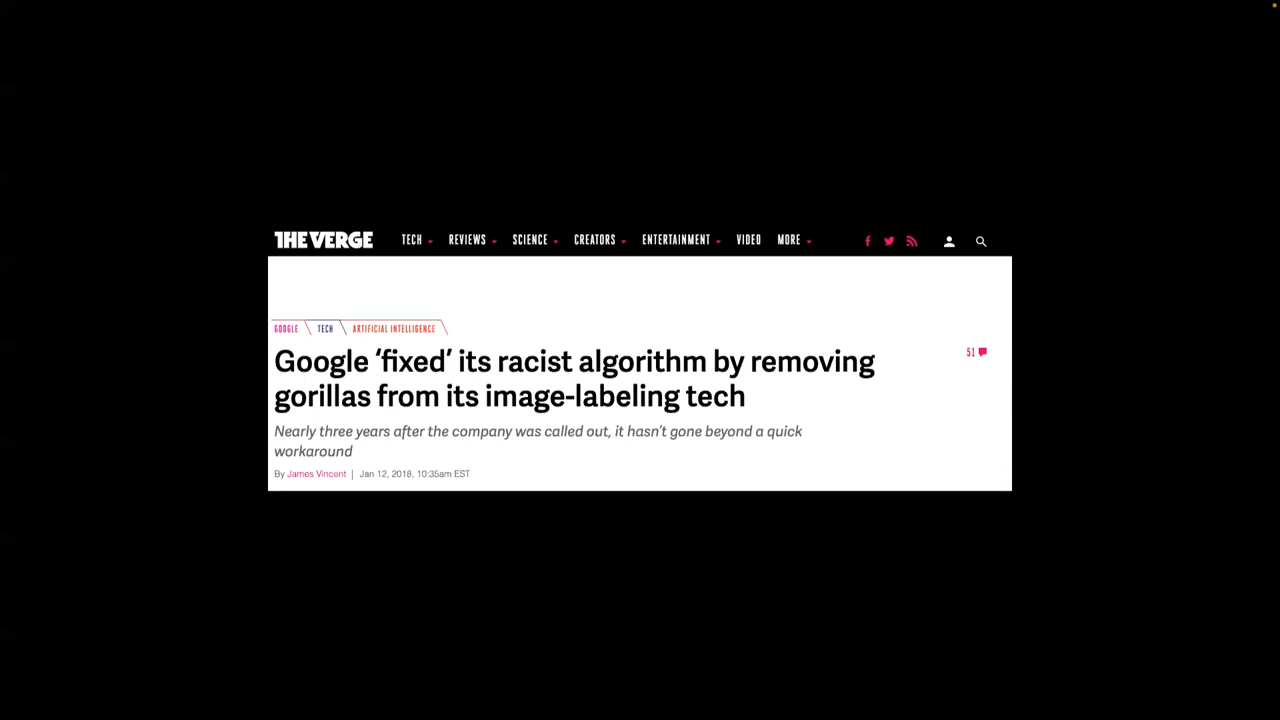 THE VERGE TECH REVIEWS SCIENCE CREATORS ENTERTAINMENT VIDEO MORE
GOOGLE TECH ARTIFICIAL INTELLIGENCE
Google ‘fixed’ its racist algorithm by removing
gorillas from its image-labeling tech
51
Nearly three years after the company was called out, it hasn’t gone beyond a quick
workaround
By James Vincent | Jan 12, 2018, 10:35am EST